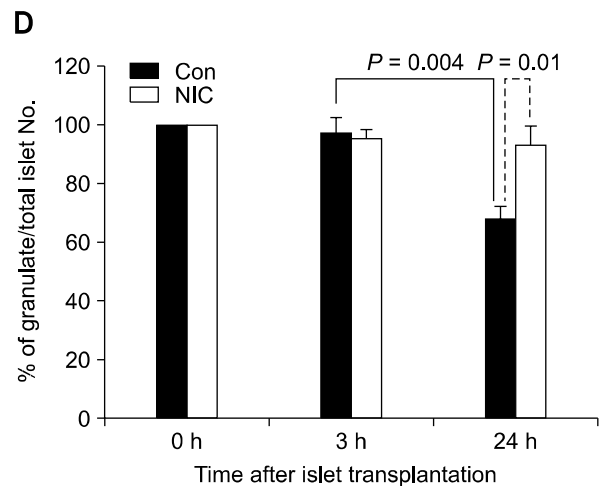 D
% of granulate/total islet No.
120
100
80
60
40
20
0
Con
NIC
P = 0.004 P = 0.01
0 h 3 h 24 h
Time after islet transplantation